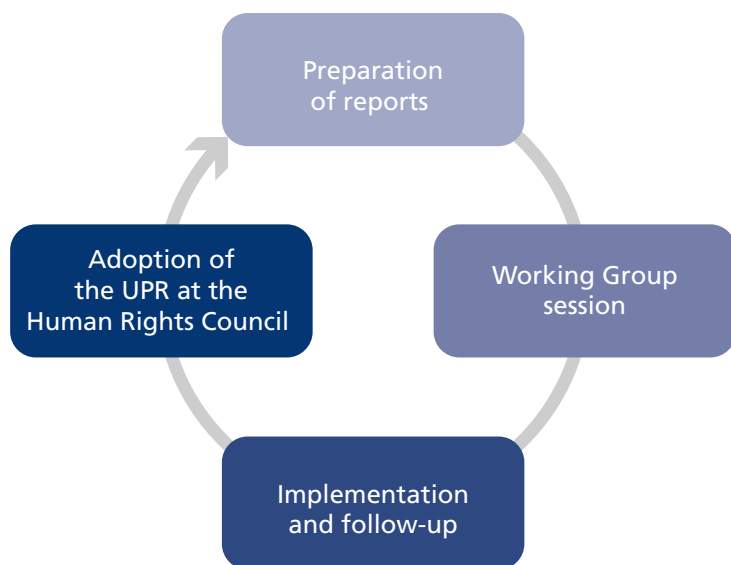 Preparation
of reports
Adoption of
the UPR at the
Human Rights Council
Working Group
session
Implementation
and follow-up